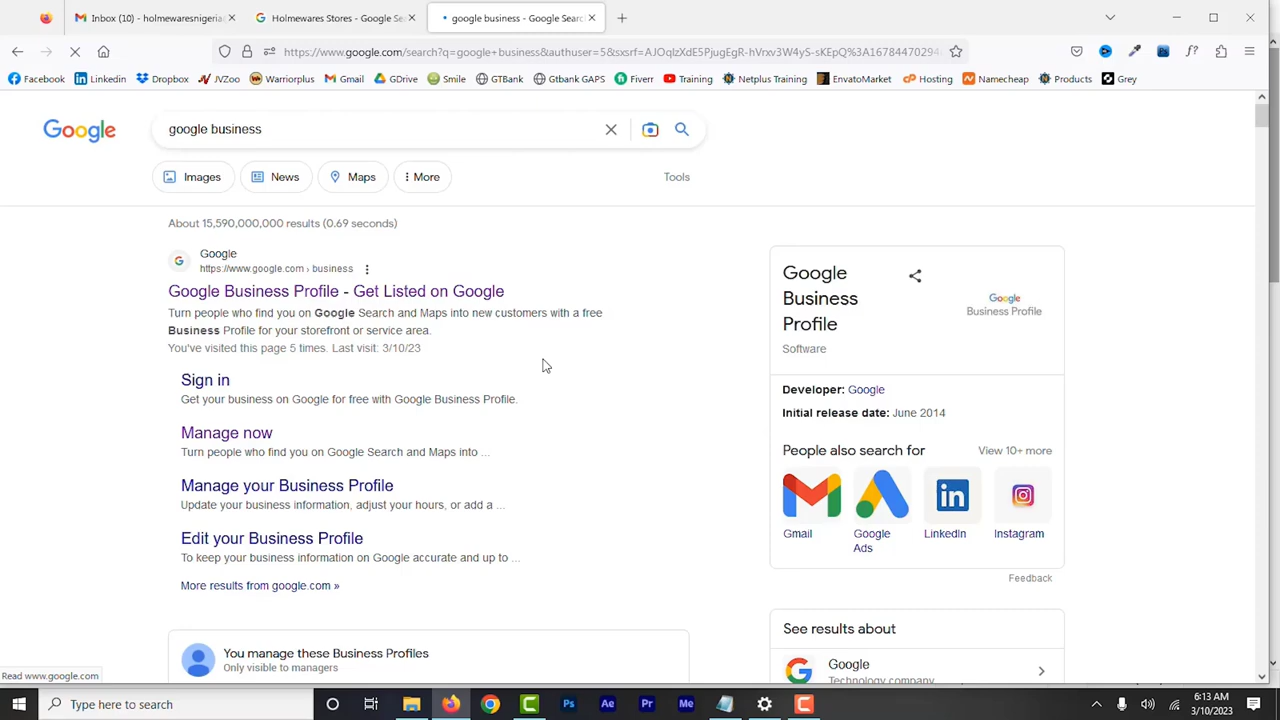 Inbox (10) - holmewaresnigeria
Holmewares Stores - Google Se
google business - Google Searc
https://www.google.com/search?q=google+business&authuser=5&sxsrf=AJOqlzXdE5PjugEgR-hVrxv3W4yS-sKEpQ%3A16784470294
Facebook
Linkedin
Dropbox
JVZoo
Warriorplus
Gmail
GDrive
Smile
GTBank
Gtbank GAPS
Fiverr
Training
Netplus Training
EnvatoMarket
Hosting
Namecheap
Products
Grey
Google
google business
Images
News
Maps
More
Tools
About 15,590,000,000 results (0.69 seconds)
Google
https://www.google.com › business
Google Business Profile - Get Listed on Google
Turn people who find you on Google Search and Maps into new customers with a free
Business Profile for your storefront or service area.
You've visited this page 5 times. Last visit: 3/10/23
Sign in
Get your business on Google for free with Google Business Profile.
Manage now
Turn people who find you on Google Search and Maps into ...
Manage your Business Profile
Update your business information, adjust your hours, or add a ...
Edit your Business Profile
To keep your business information on Google accurate and up to ...
More results from google.com »
You manage these Business Profiles
Only visible to managers
Google
Business
Profile
Software
Google
Business Profile
Developer: Google
Initial release date: June 2014
People also search for
View 10+ more
Gmail
Google
Ads
LinkedIn
Instagram
Feedback
See results about
Google
Technology company
Read www.google.com
Type here to search
Ps
Ae
Pr
Me
6:13 AM
3/10/2023